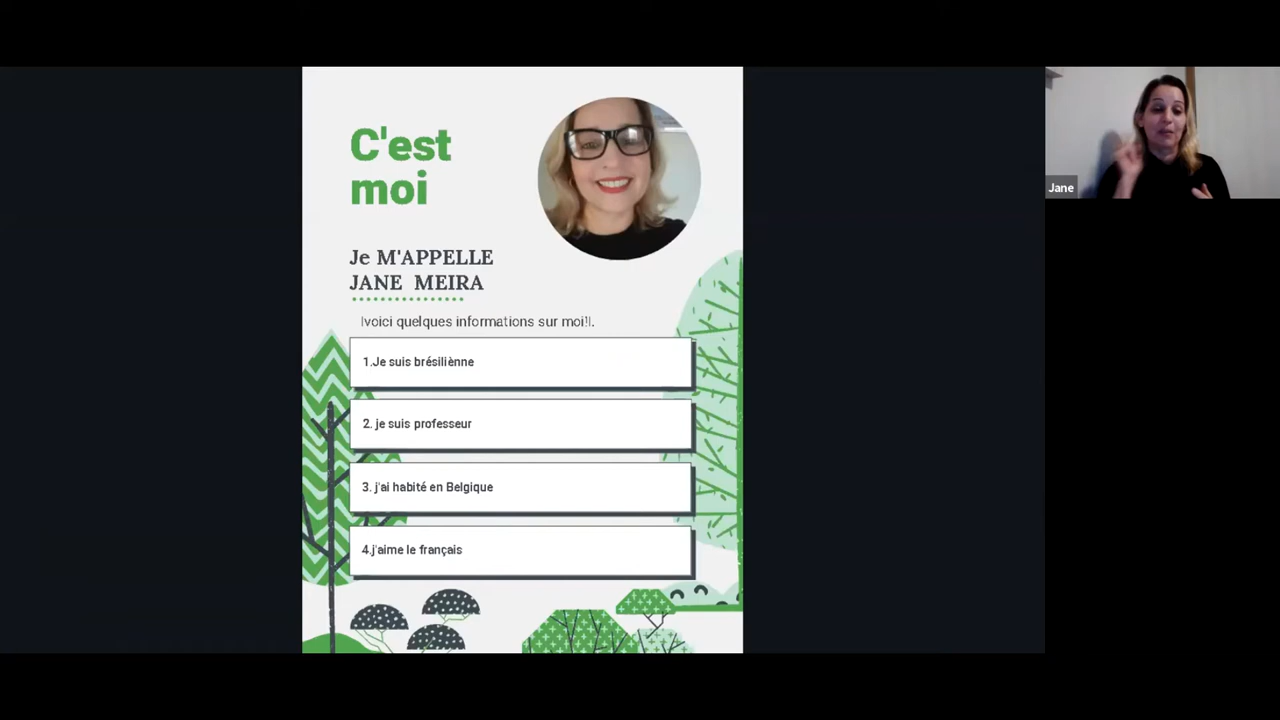 C'est
moi
Je M'APPELLE
JANE MEIRA
!voici quelques informations sur moi!!.
1.Je suis brésiliènne
2. je suis professeur
3. j'ai habité en Belgique
4.j'aime le français
Jane